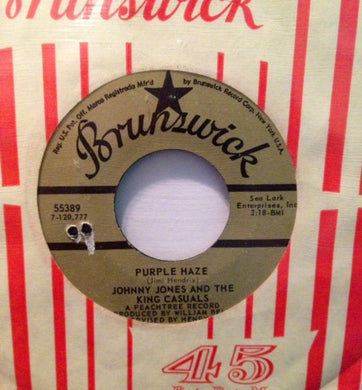 Brunswick
Reg. U.S. Pat. Off. Marca Registrada Mfr'd by Brunswick Record Corp. New York, N.Y. U.S.A.
Brunswick
55389
7-120,777
Sea Lark
Enterprises, Inc
2:18-BMI
PURPLE HAZE
(Jimi Hendrix)
JOHNNY JONES AND THE
KING CASUALS
A PEACHTREE RECORD
PRODUCED BY WILLIAM BE
45